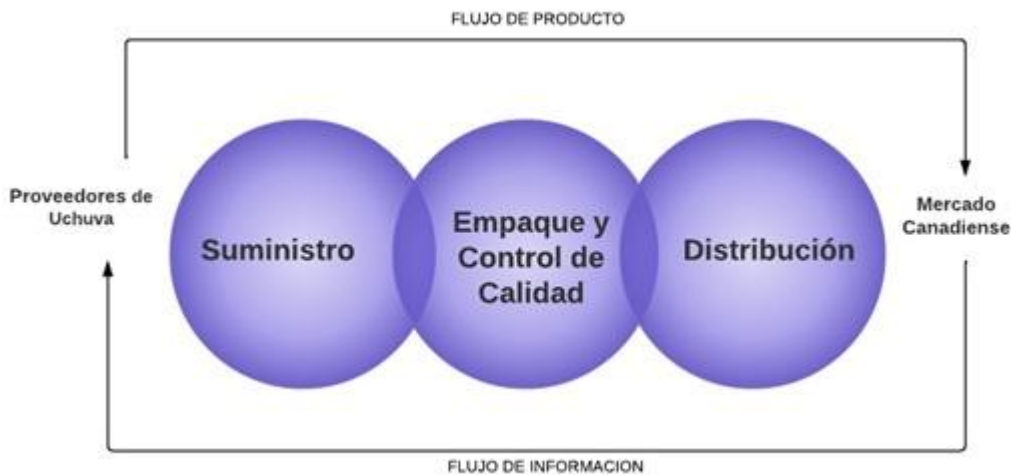 FLUJO DE PRODUCTO
Proveedores de
Uchuva
Suministro
Empaque y
Control de
Calidad
Distribución
Mercado
Canadiense
FLUJO DE INFORMACION